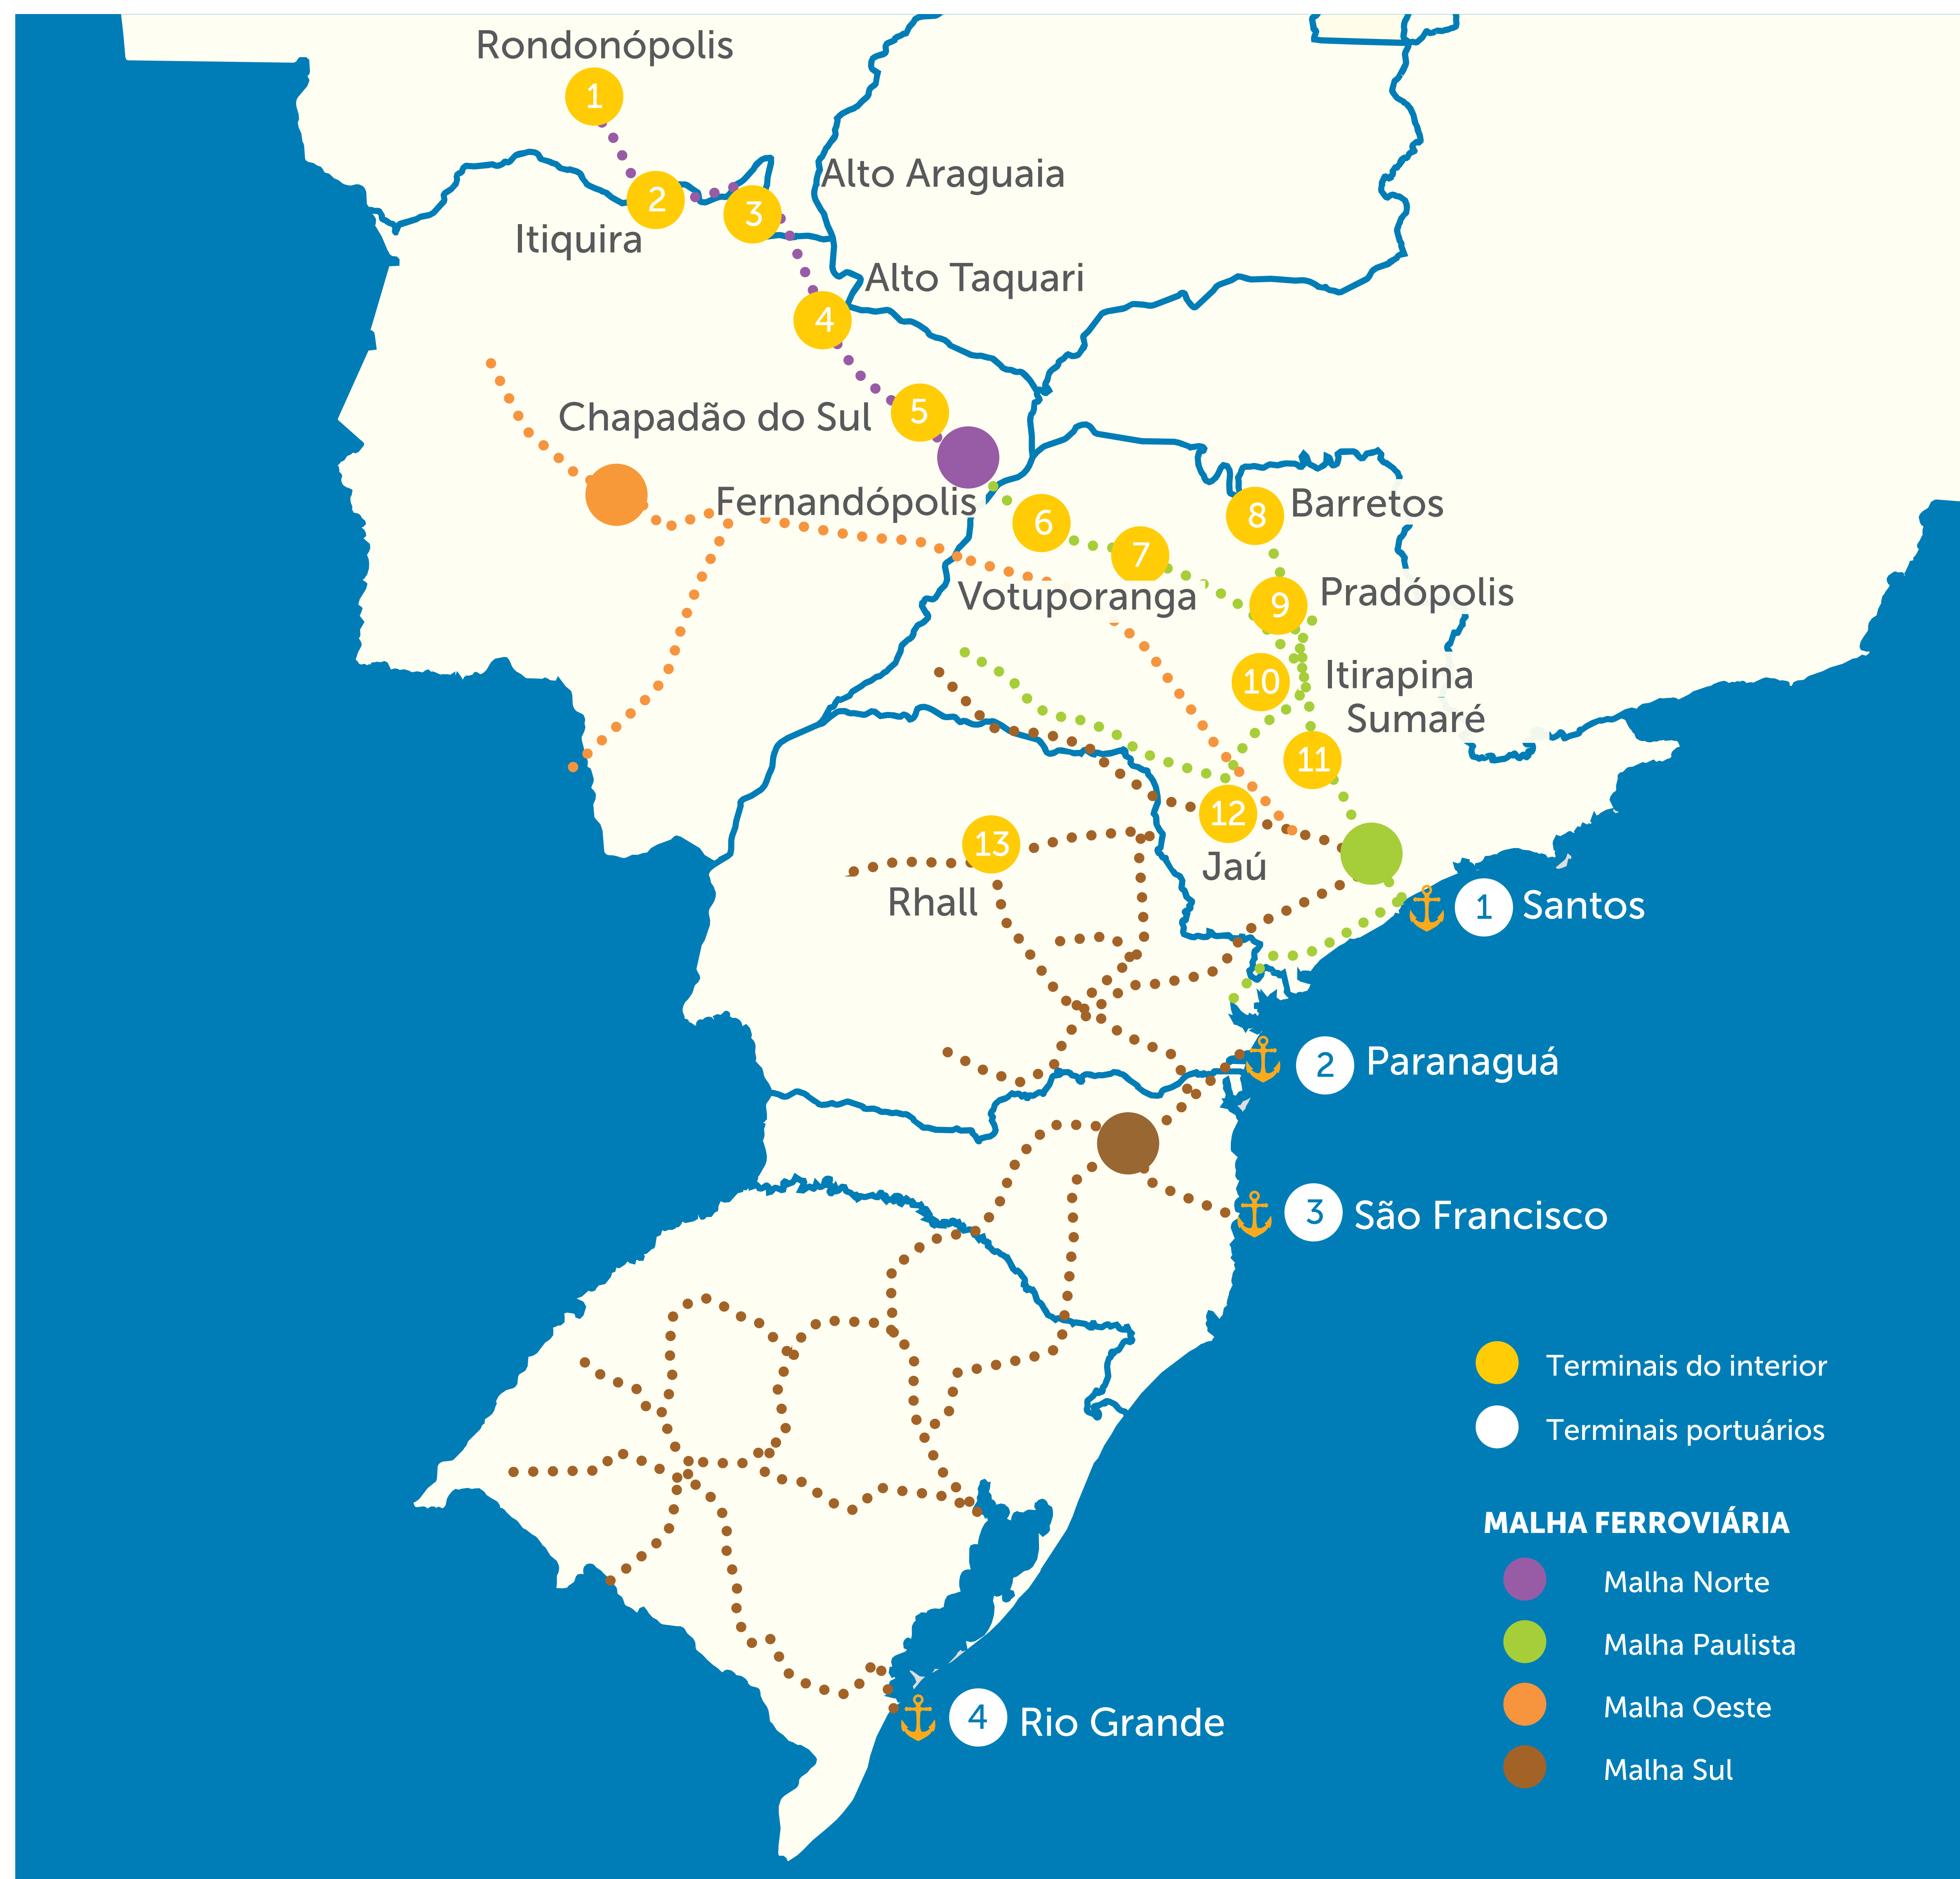 Rondonópolis
1
Alto Araguaia
2
3
Itiquira
Alto Taquari
4
5
Chapadão do Sul
Fernandópolis
6
8
Barretos
7
Votuporanga
9
Pradópolis
10
Itirapina
Sumaré
11
12
13
Jaú
Rhall
1
Santos
2
Paranaguá
3
São Francisco
Terminais do interior
Terminais portuários
MALHA FERROVIÁRIA
Malha Norte
Malha Paulista
Malha Oeste
4
Rio Grande
Malha Sul